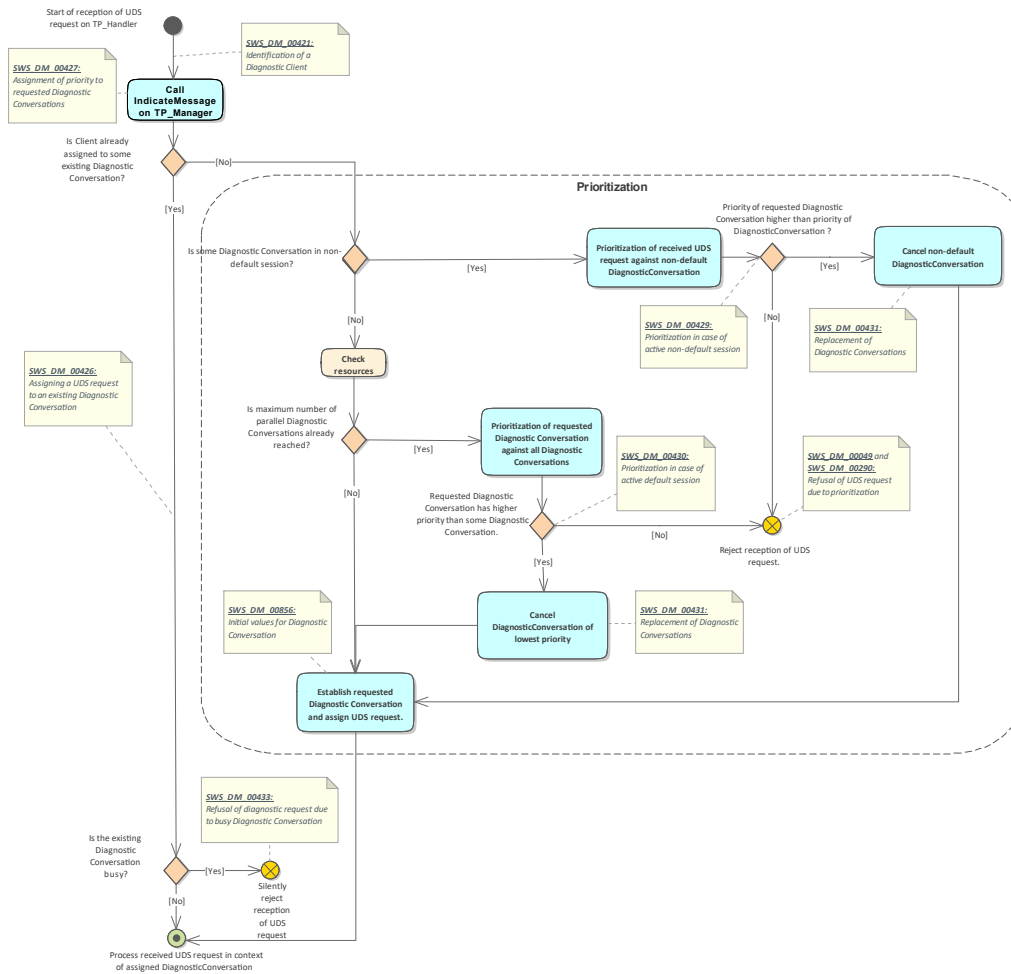 Start of reception of UDS
request on TP_Handler
SWS_DM_00421:
Identification of a
Diagnostic Client
SWS_DM_00427:
Assignment of priority to
requested Diagnostic
Conversations
Call
IndicateMessage
on TP_Manager
Is Client already
assigned to some
existing Diagnostic
Conversation?
[No]
[Yes]
Prioritization
Is some Diagnostic Conversation in non-
default session?
[Yes]
[No]
Prioritization of received UDS
request against non-default
DiagnosticConversation
Priority of requested Diagnostic
Conversation higher than priority of
DiagnosticConversation ?
[Yes]
[No]
Cancel non-default
DiagnosticConversation
SWS_DM_00429:
Prioritization in case of
active non-default session
SWS_DM_00431:
Replacement of
Diagnostic Conversations
SWS_DM_00426:
Assigning a UDS request
to an existing Diagnostic
Conversation
Check
resources
Is maximum number of
parallel Diagnostic
Conversations already
reached?
[Yes]
[No]
Prioritization of requested
Diagnostic Conversation
against all Diagnostic
Conversations
SWS_DM_00430:
Prioritization in case of
active default session
SWS_DM_00049 and
SWS_DM_00290:
Refusal of UDS request
due to prioritization
Requested Diagnostic
Conversation has higher
priority than some Diagnostic
Conversation.
[No]
[Yes]
Reject reception of UDS
request.
SWS_DM_00856:
Initial values for Diagnostic
Conversation
Cancel
DiagnosticConversation of
lowest priority
SWS_DM_00431:
Replacement of Diagnostic
Conversations
Establish requested
Diagnostic Conversation
and assign UDS request.
SWS_DM_00433:
Refusal of diagnostic request due
to busy Diagnostic Conversation
Is the existing
Diagnostic
Conversation
busy?
[Yes]
[No]
Silently
reject
reception
of UDS
request
Process received UDS request in context
of assigned DiagnosticConversation